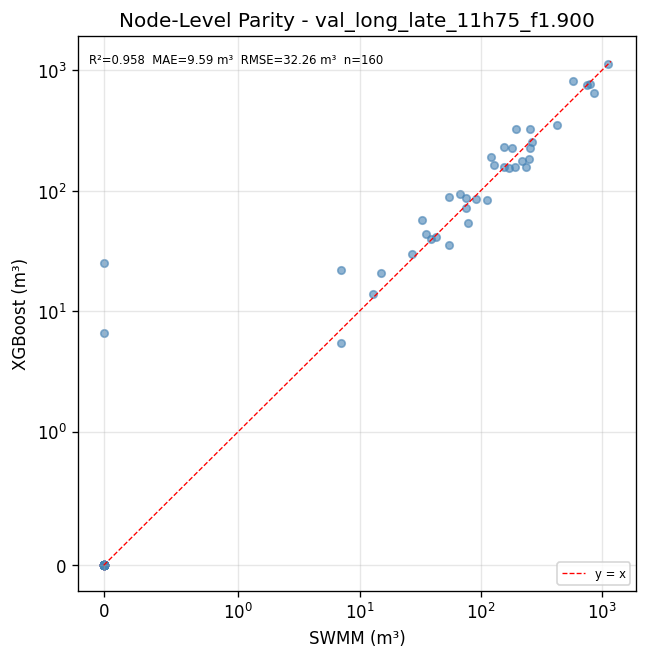 Node-Level Parity - val_long_late_11h75_f1.900
R²=0.958 MAE=9.59 m³ RMSE=32.26 m³ n=160
XGBoost (m³)
10³
10²
10¹
10⁰
0
y = x
0
10⁰
10¹
10²
10³
SWMM (m³)